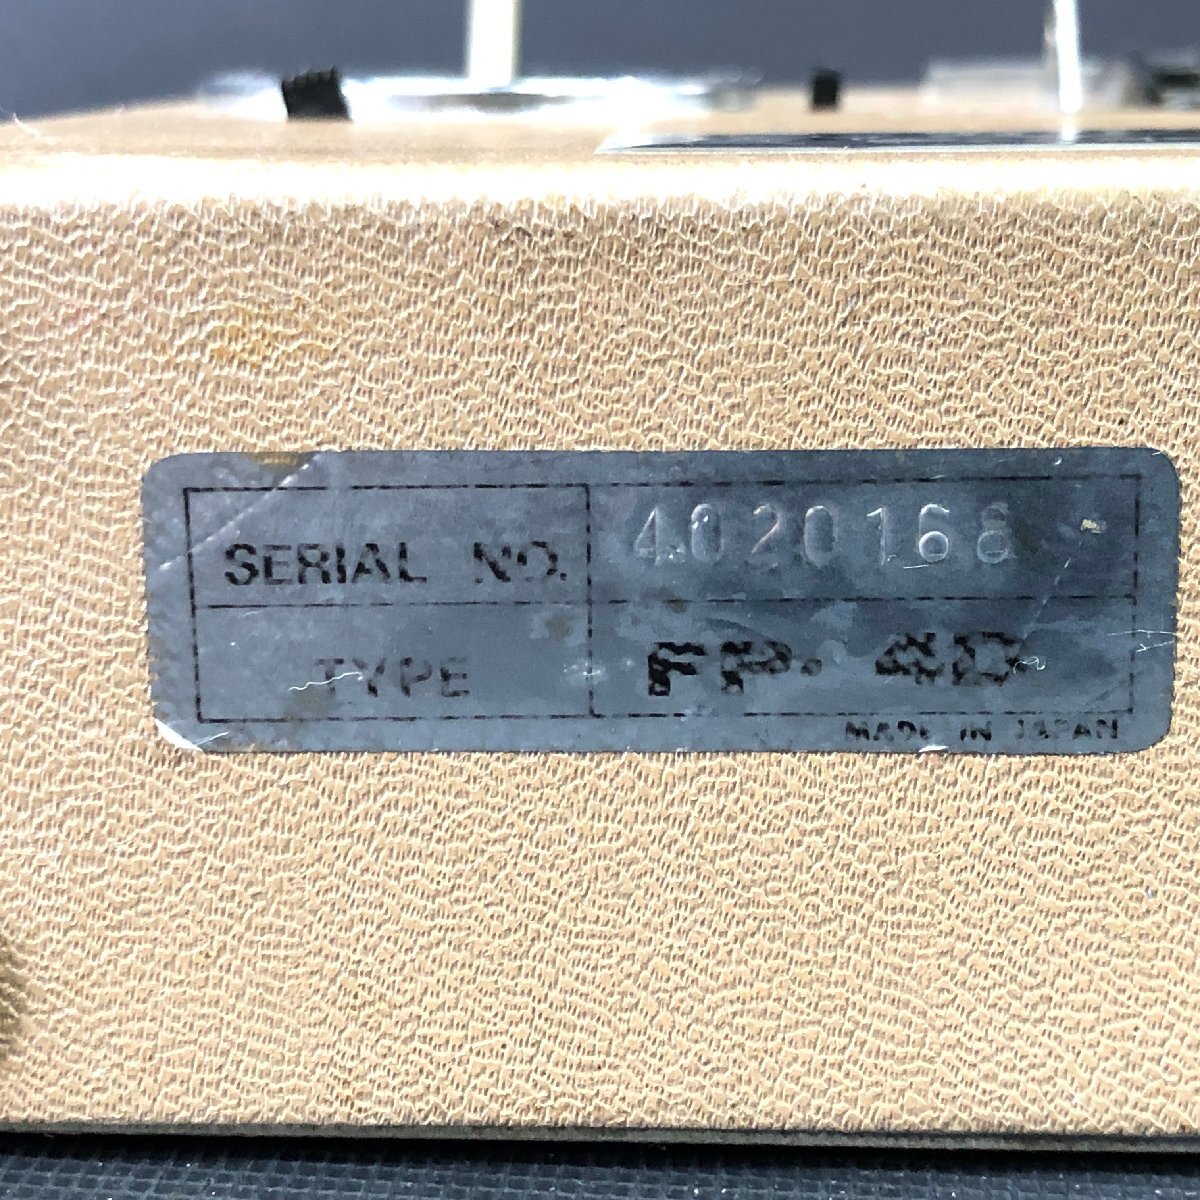 SERIAL NO. 4020168
TYPE FP-40
MADE IN JAPAN